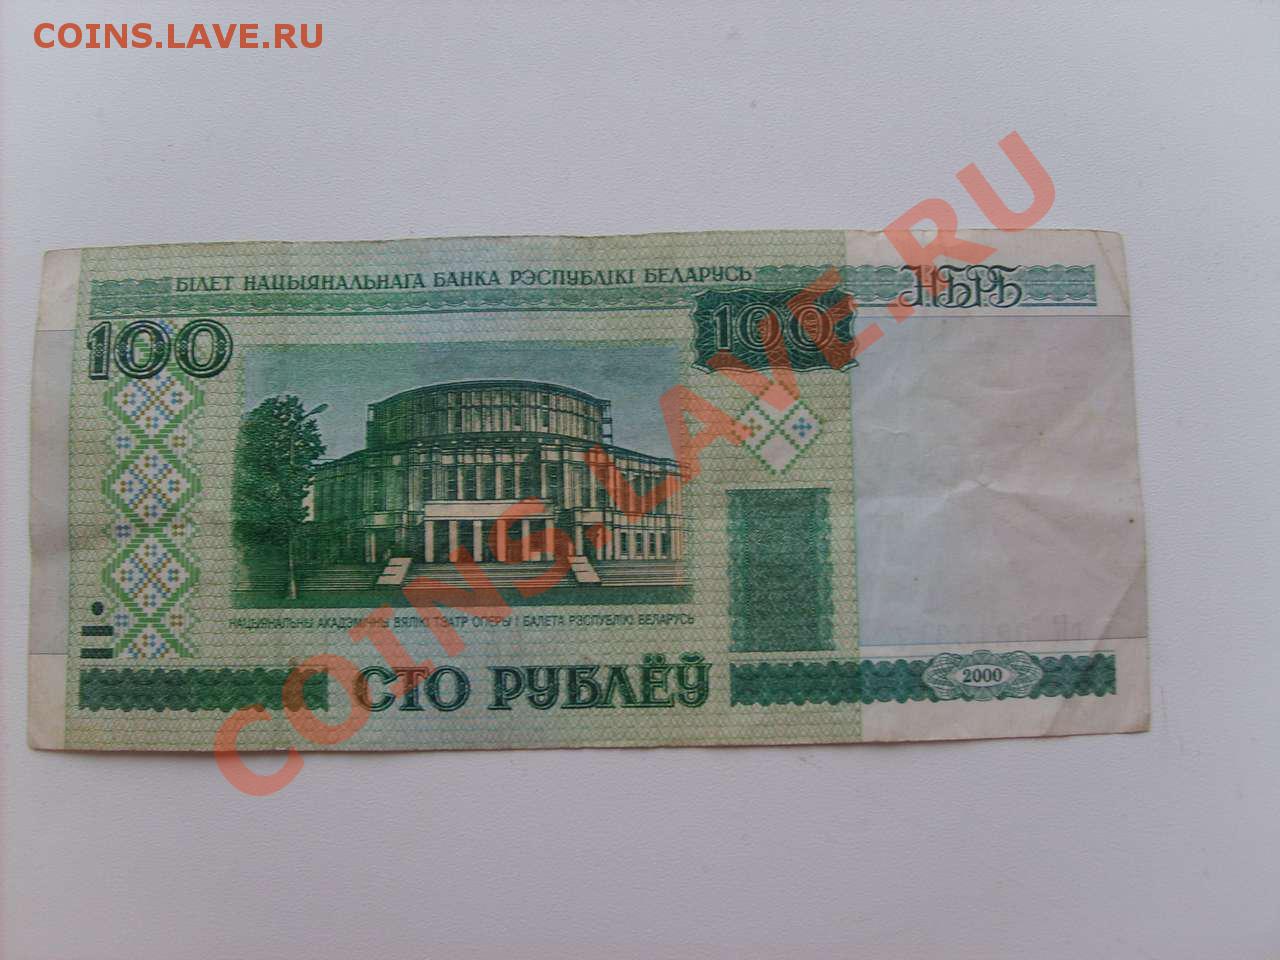 COINS.LAVE.RU
БІЛЕТ НАЦЫЯНАЛЬНАГА БАНКА РЭСПУБЛІКІ БЕЛАРУСЬ
НБРБ
100
100
НАЦЫЯНАЛЬНЫ АКАДЭМІЧНЫ ВЯЛІКІ ТЭАТР ОПЕРЫ І БАЛЕТА РЭСПУБЛІКІ БЕЛАРУСЬ
СТО РУБЛЁЎ
2000
COINS.LAVE.RU